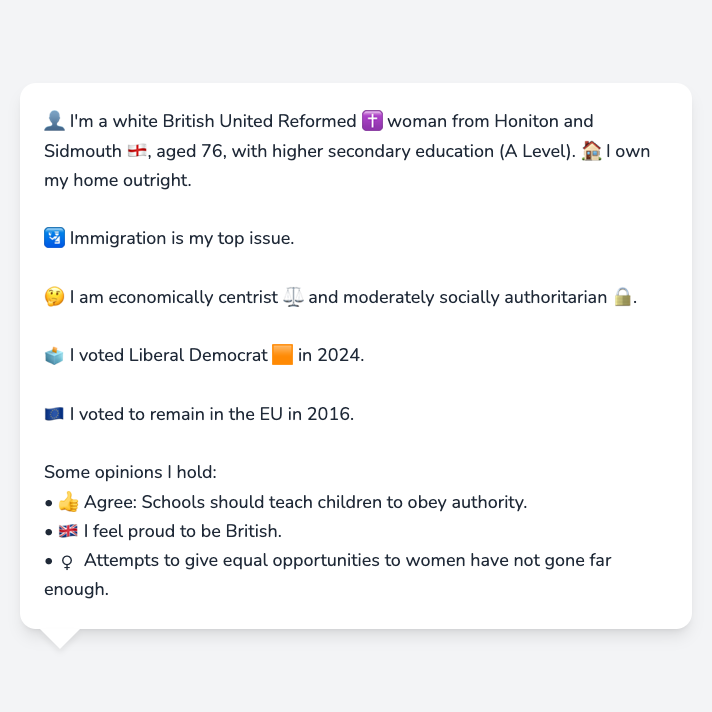 👤 I'm a white British United Reformed ✝️ woman from Honiton and
Sidmouth 🏴󠁧󠁢󠁥󠁮󠁧󠁿, aged 76, with higher secondary education (A Level). 🏠 I own
my home outright.
🛂 Immigration is my top issue.
🤔 I am economically centrist ⚖️ and moderately socially authoritarian 🔒.
🗳️ I voted Liberal Democrat 🟧 in 2024.
🇪🇺 I voted to remain in the EU in 2016.
Some opinions I hold:
• 👍 Agree: Schools should teach children to obey authority.
• 🇬🇧 I feel proud to be British.
• ♀ Attempts to give equal opportunities to women have not gone far
enough.